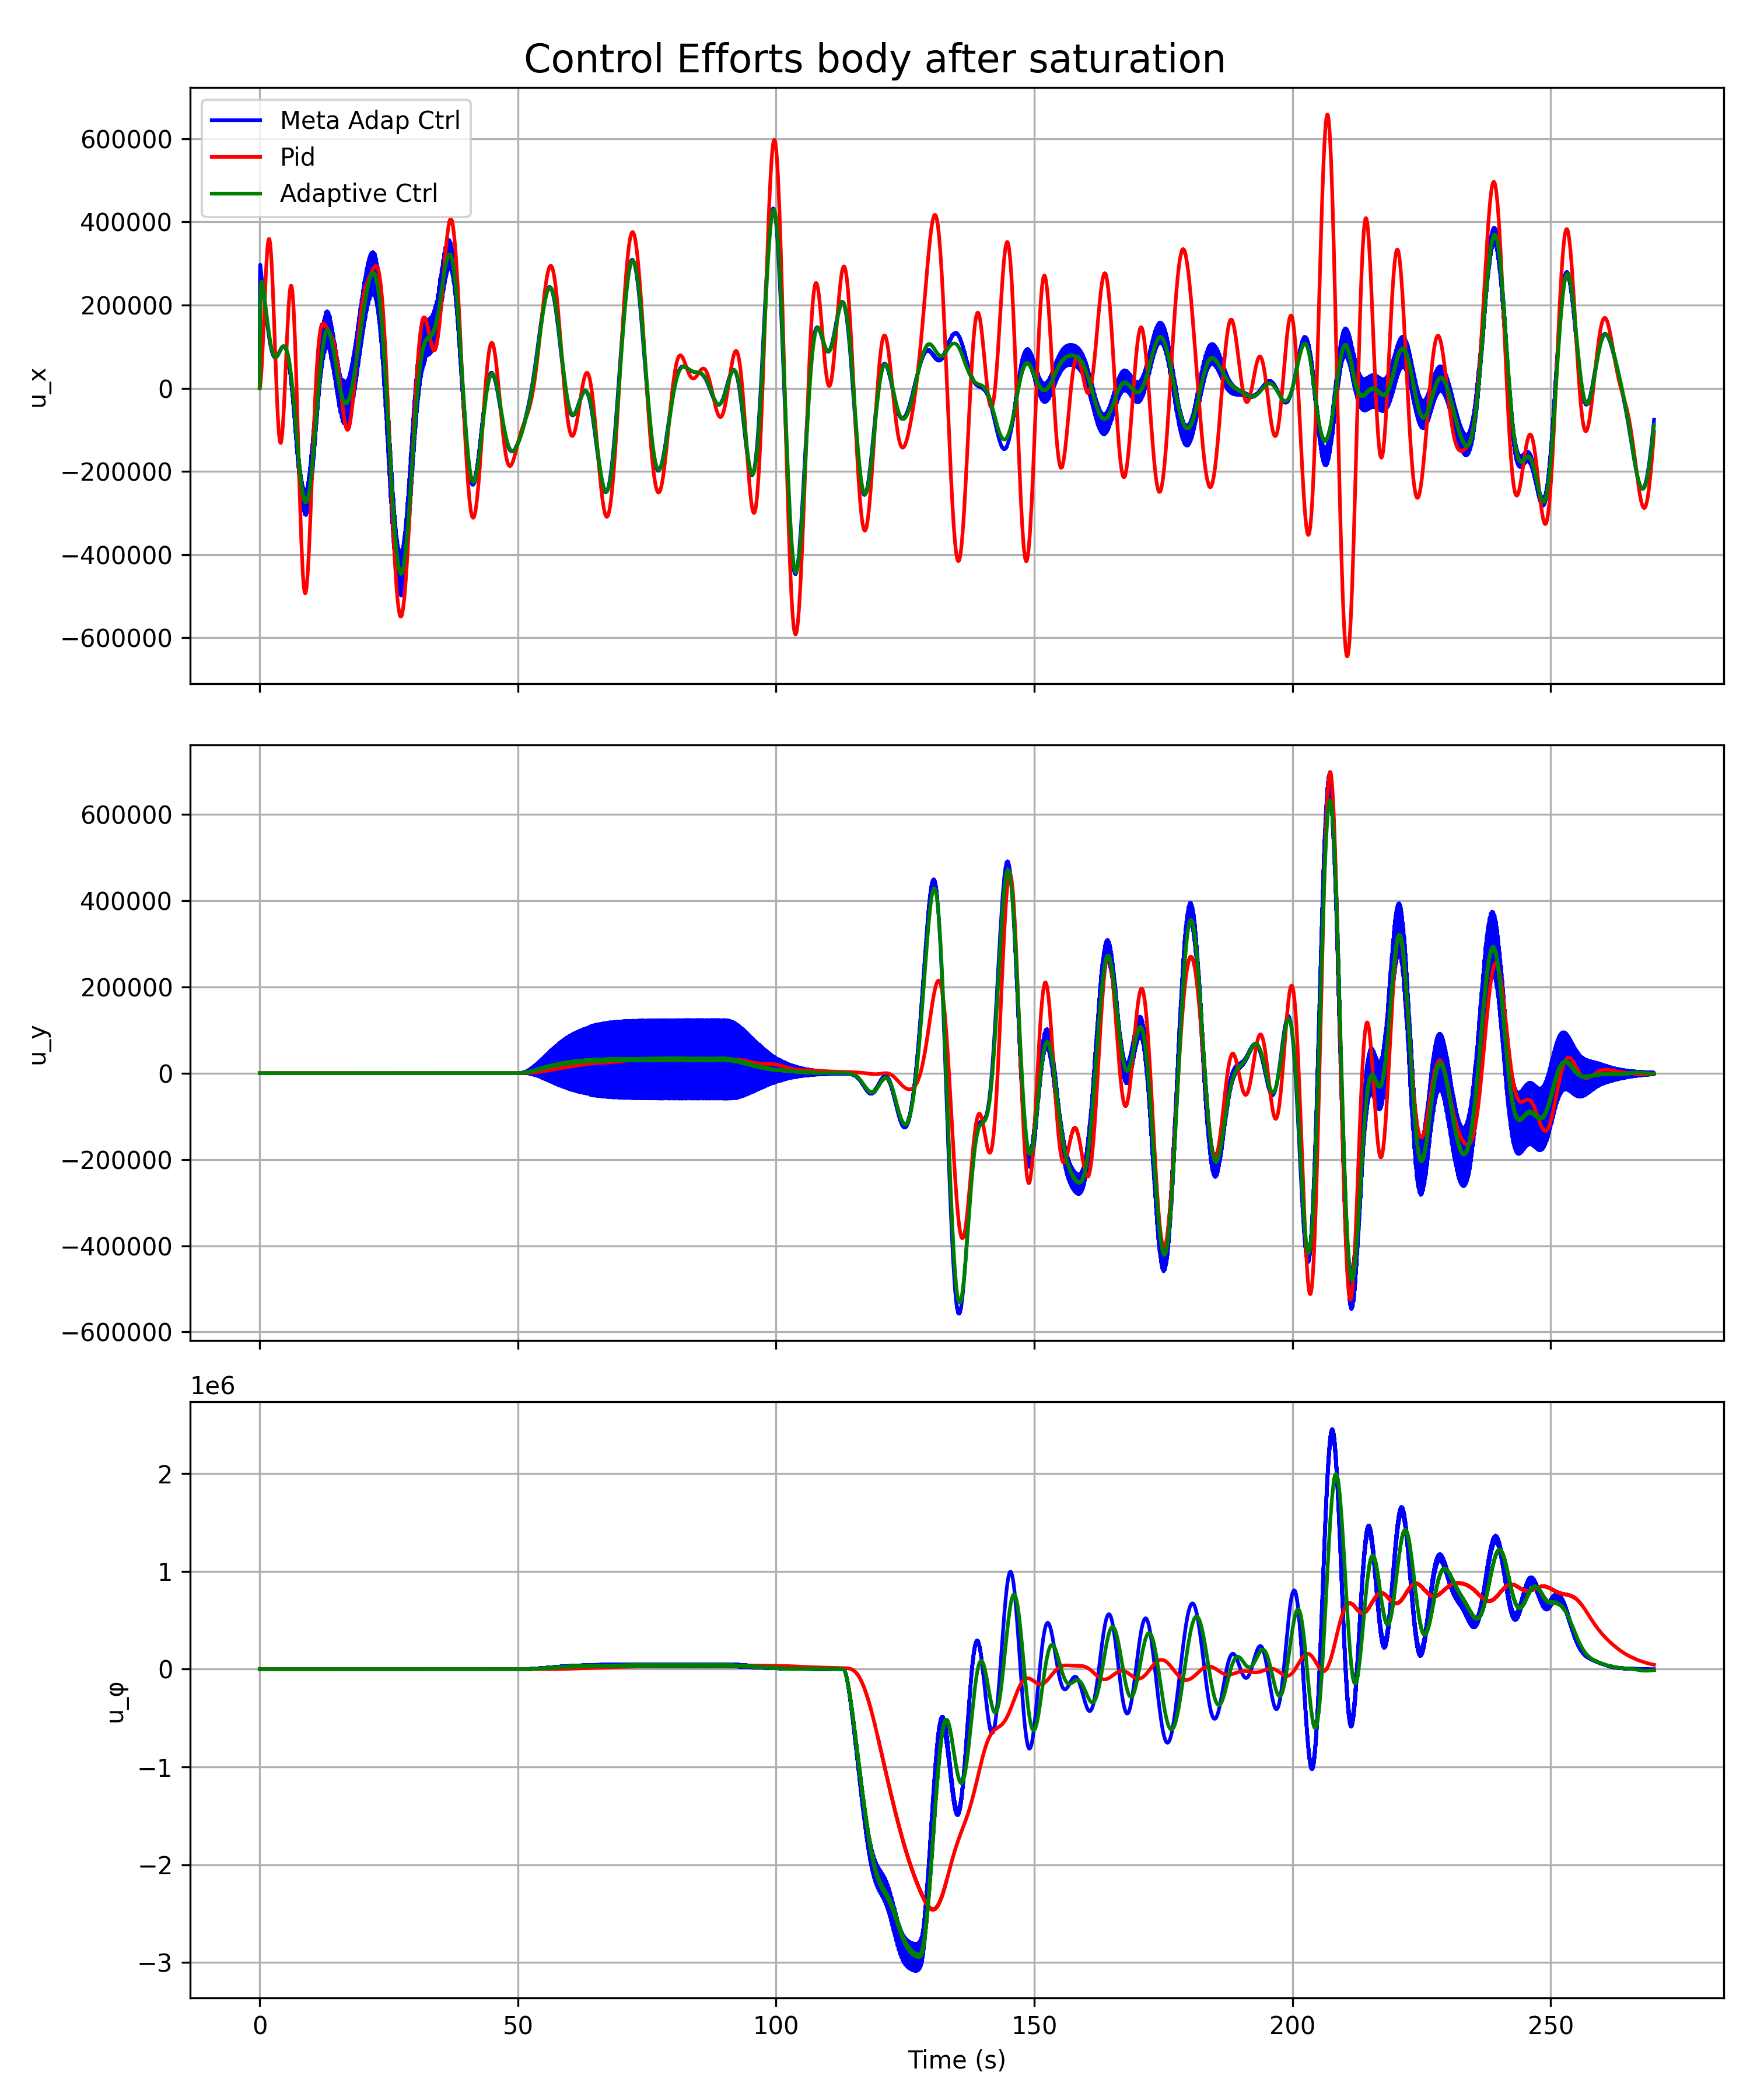 Control Efforts body after saturation
Meta Adap Ctrl
Pid
Adaptive Ctrl
600000
400000
200000
0
−200000
−400000
−600000
u_x
600000
400000
200000
0
−200000
−400000
−600000
u_y
1e6
2
1
0
−1
−2
−3
u_φ
0
50
100
150
200
250
Time (s)